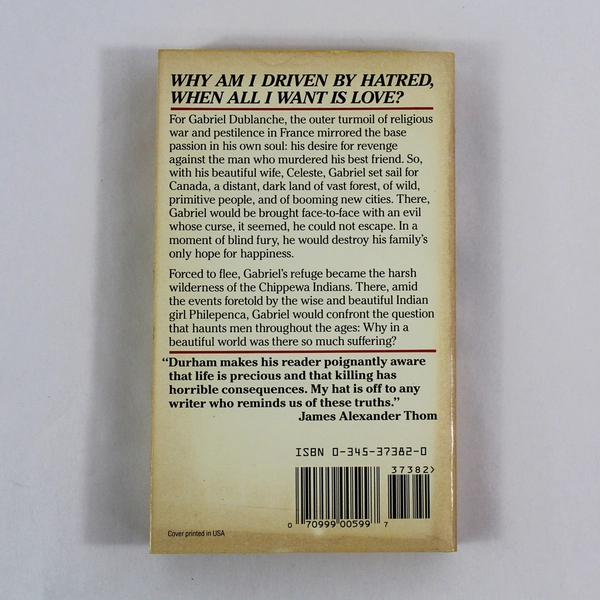 WHY AM I DRIVEN BY HATRED,
WHEN ALL I WANT IS LOVE?
For Gabriel Dublanche, the outer turmoil of religious
war and pestilence in France mirrored the base
passion in his own soul: his desire for revenge
against the man who murdered his best friend. So,
with his beautiful wife, Celeste, Gabriel set sail for
Canada, a distant, dark land of vast forest, of wild,
primitive people, and of booming new cities. There,
Gabriel would be brought face-to-face with an evil
whose curse, it seemed, he could not escape. In a
moment of blind fury, he would destroy his family's
only hope for happiness.
Forced to flee, Gabriel's refuge became the harsh
wilderness of the Chippewa Indians. There, amid
the events foretold by the wise and beautiful Indian
girl Philepenca, Gabriel would confront the question
that haunts men throughout the ages: Why in a
beautiful world was there so much suffering?
"Durham makes his reader poignantly aware
that life is precious and that killing has
horrible consequences. My hat is off to any
writer who reminds us of these truths."
James Alexander Thom
ISBN 0-345-37382-0
37382>
0 70999 00599 7
Cover printed in USA